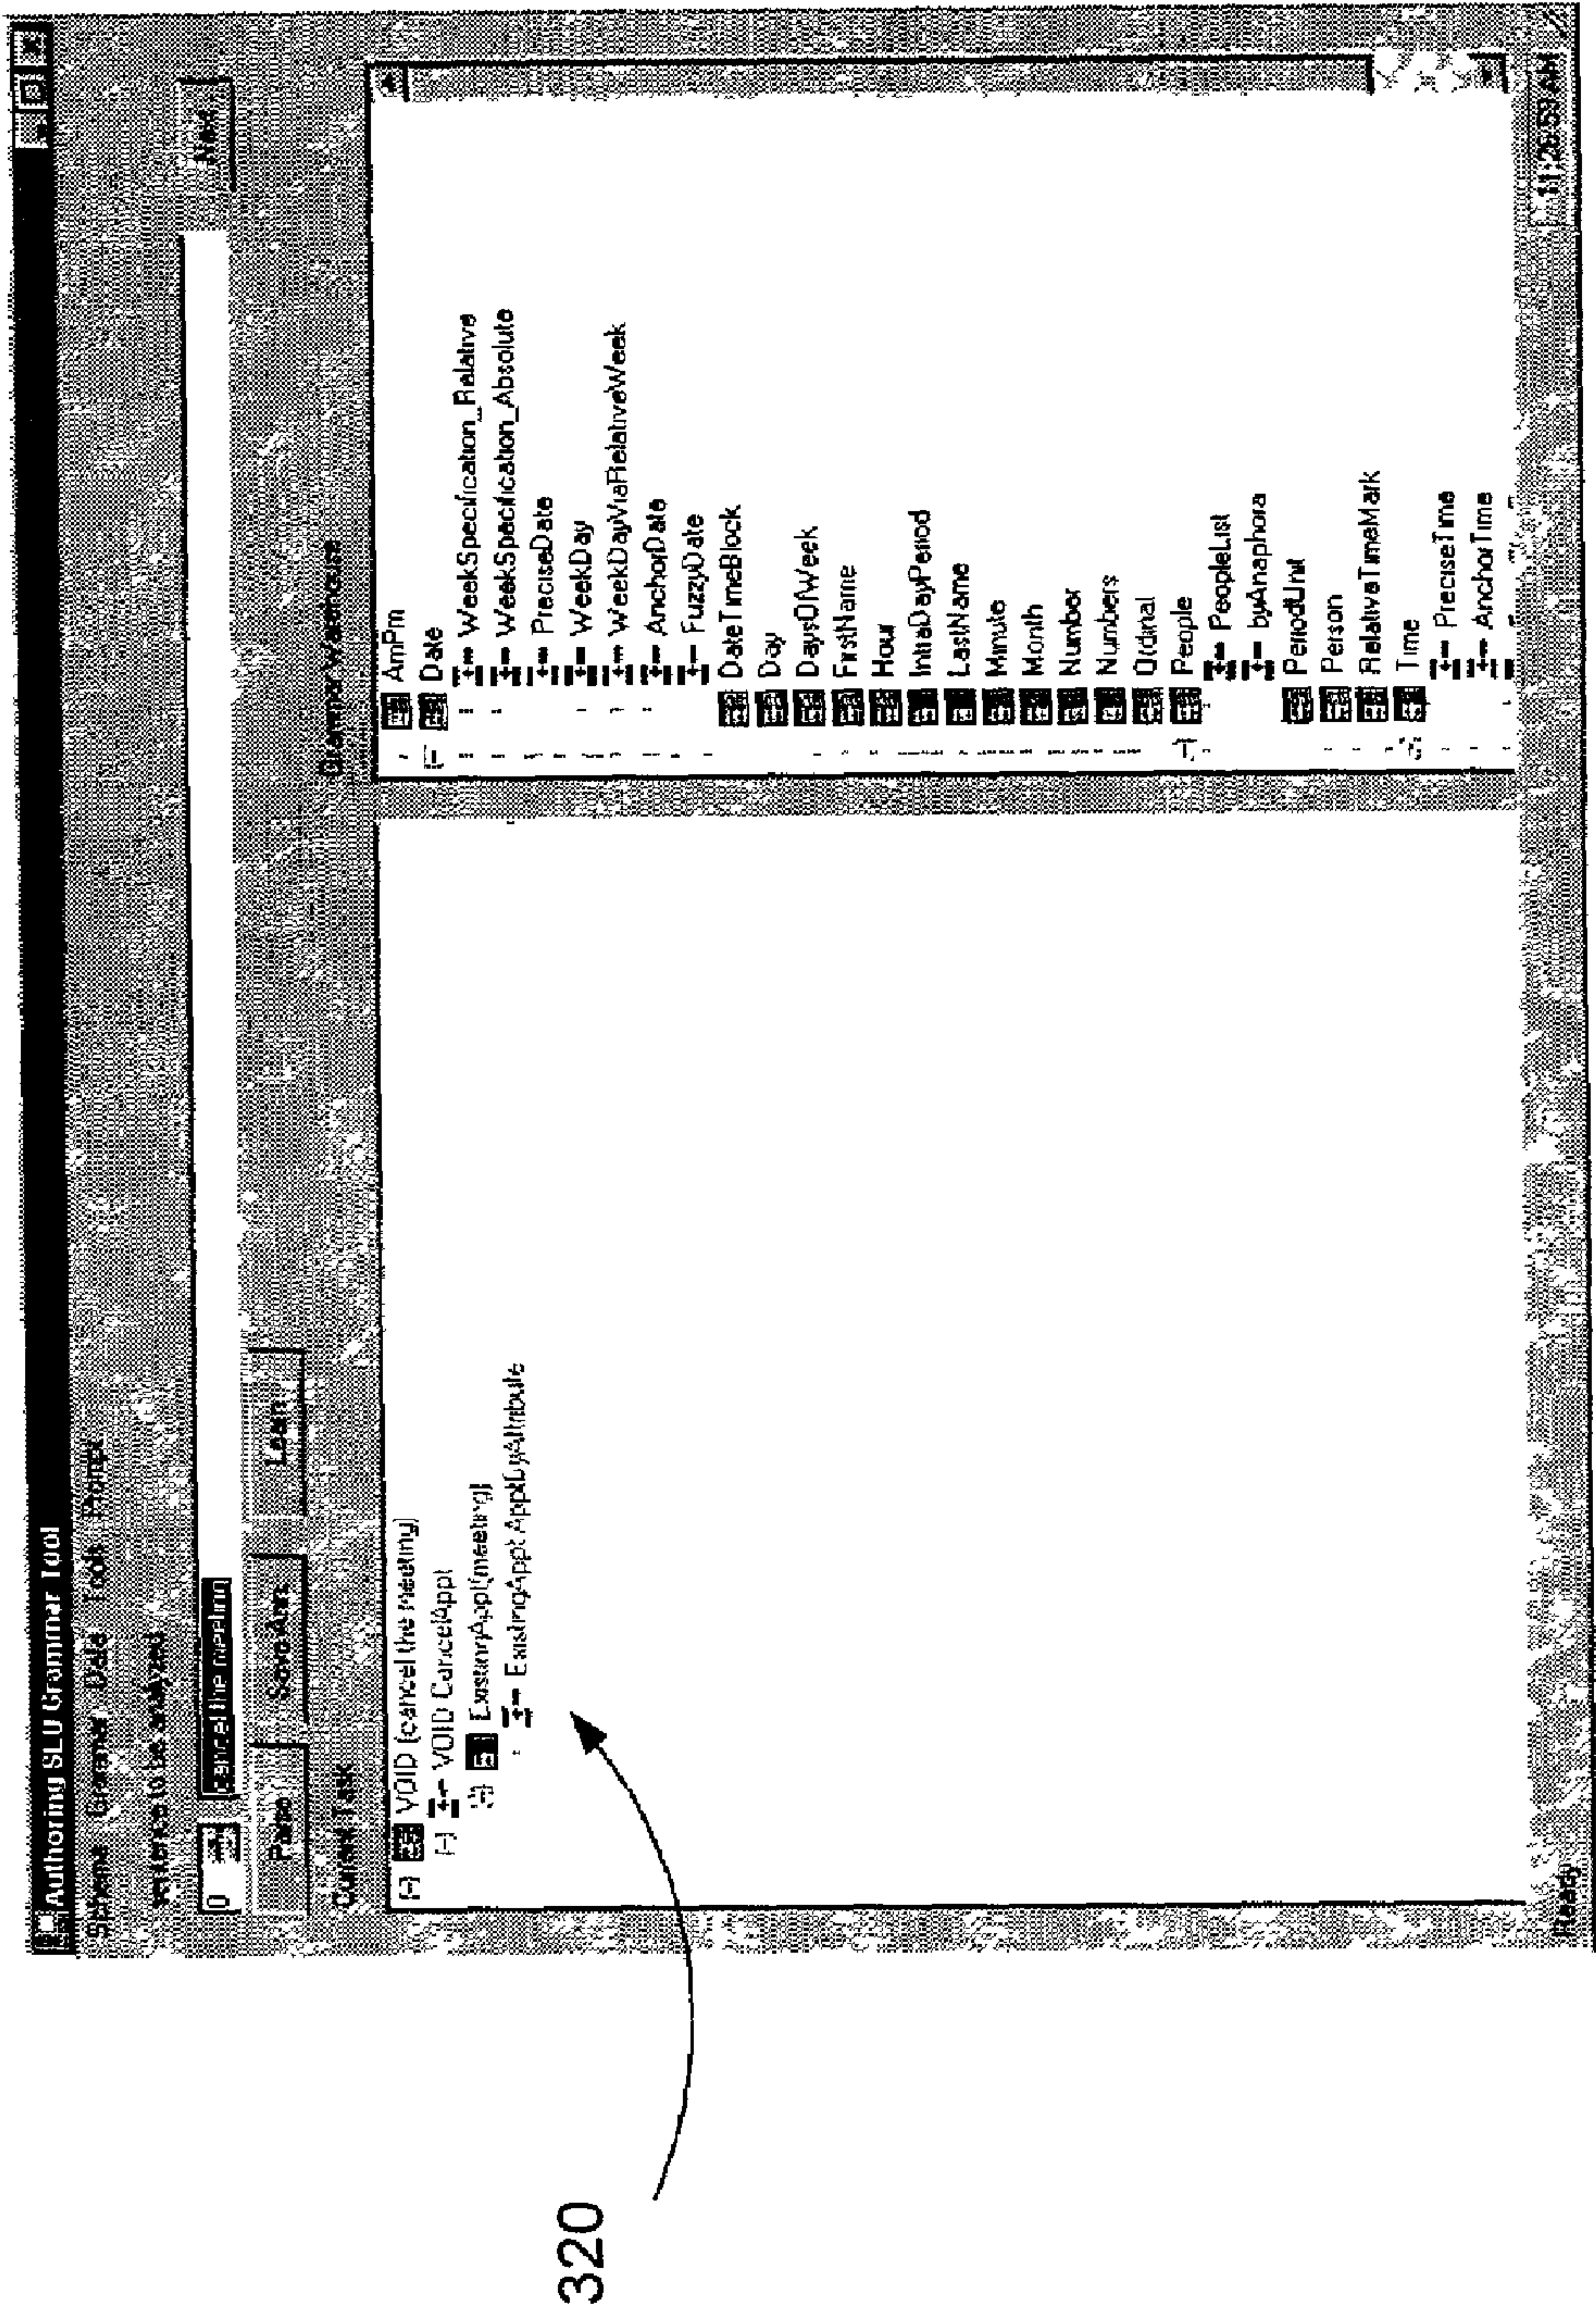 Authoring SLU Grammar Tool
Schema Grammar Data Tools Prompt
sentence to be analyzed
0 cancel the meeting Next
Parse Save Ann. Learn
Current Task
Grammar Warehouse
VOID (cancel the meeting)
VOID CancelAppt
ExistingAppt(meeting)
ExistingAppt ApptByAttribute
AmPm
Date
WeekSpecification_Relative
WeekSpecification_Absolute
PreciseDate
WeekDay
WeekDayViaRelativeWeek
AnchorDate
FuzzyDate
DateTimeBlock
Day
DaysOfWeek
FirstName
Hour
IntraDayPeriod
LastName
Minute
Month
Number
Numbers
Ordinal
People
PeopleList
byAnaphora
PeriodUnit
Person
RelativeTimeMark
Time
PreciseTime
AnchorTime
Ready
320